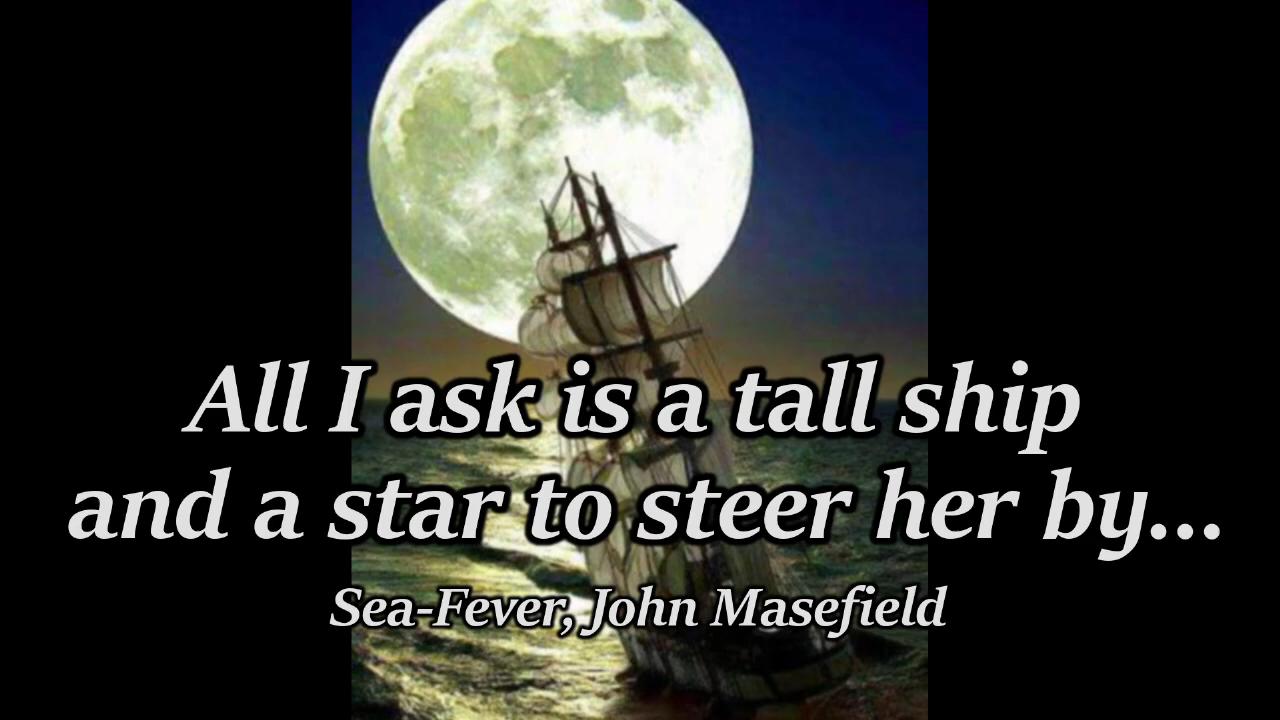 All I ask is a tall ship
and a star to steer her by...
Sea-Fever, John Masefield